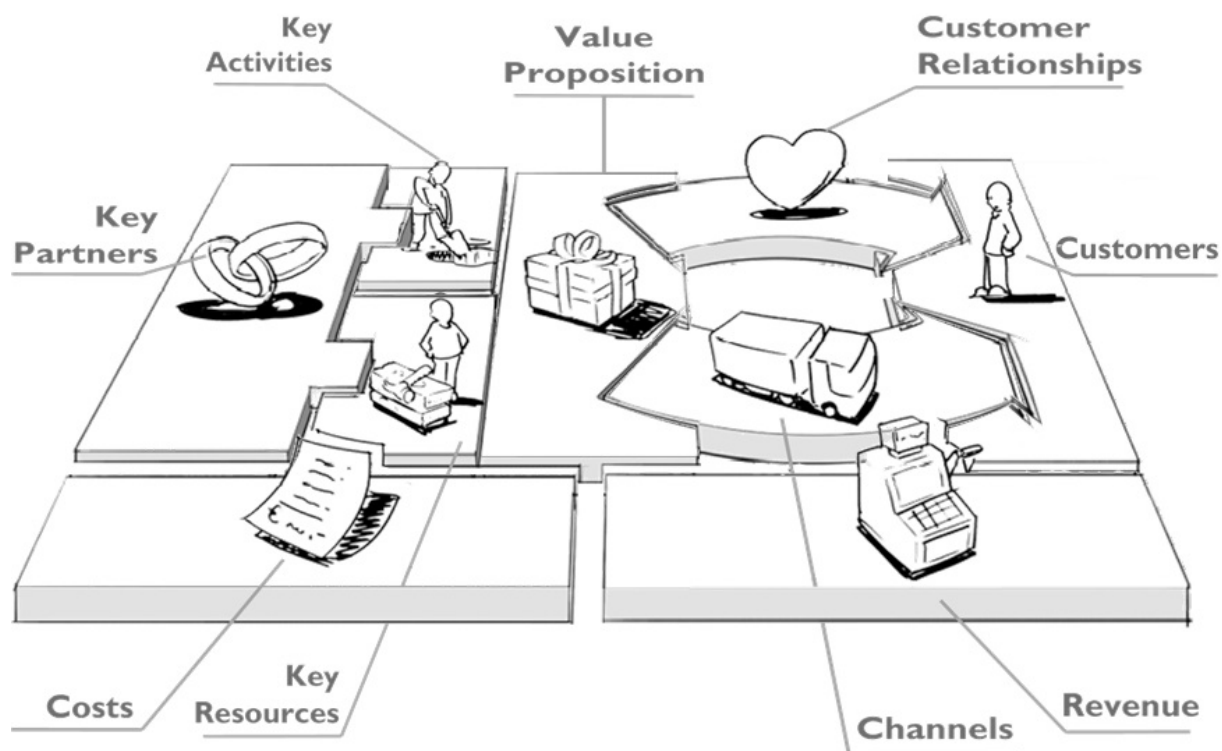 Key
Activities
Value
Proposition
Customer
Relationships
Key
Partners
Customers
Costs
Key
Resources
Channels
Revenue